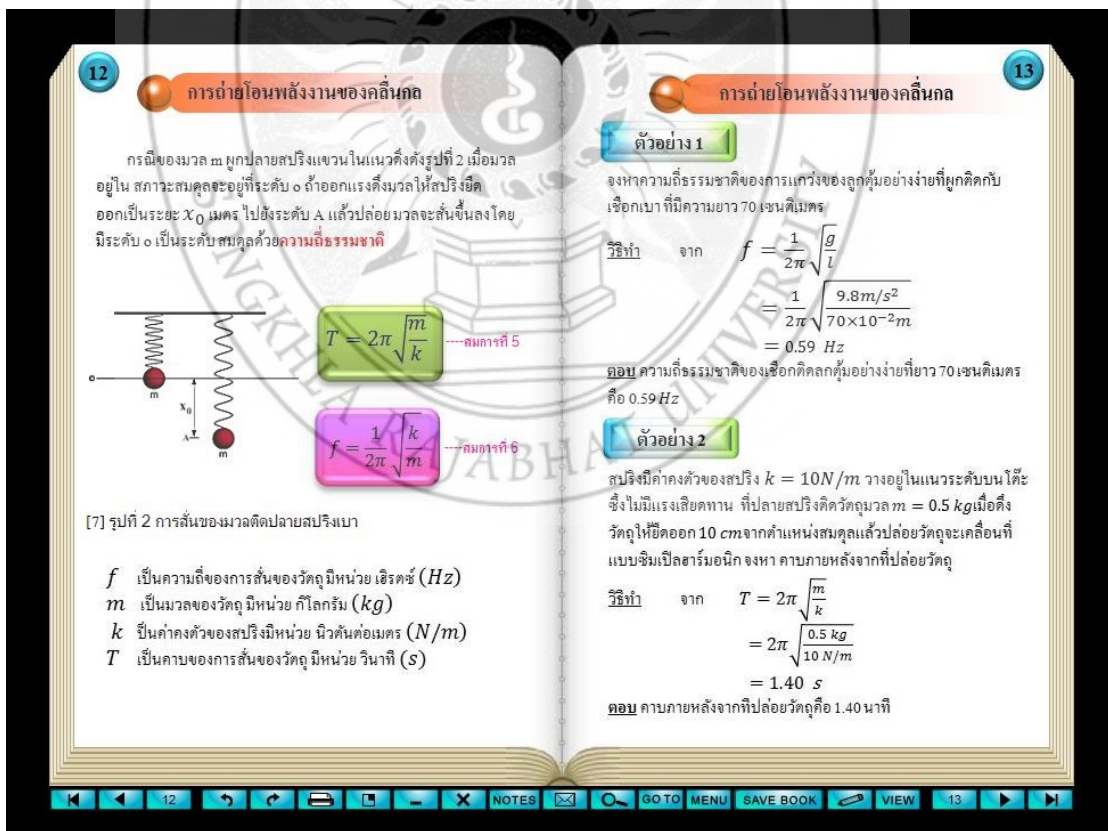 12
การถ่ายโอนพลังงานของคลื่นกล
กรณีของมวล m ผูกปลายสปริงแขวนในแนวดิ่งดังรูปที่ 2 เมื่อมวล
อยู่ใน สภาวะสมดุลจะอยู่ที่ระดับ o ถ้าออกแรงดึงมวลให้สปริงยืด
ออกเป็นระยะ x₀ เมตร ไปยังระดับ A แล้วปล่อยมวลจะสั่นขึ้นลงโดย
มีระดับ o เป็นระดับสมดุลด้วยความถี่ธรรมชาติ
o
m
x₀
A
m
T = 2π √(m/k) ----สมการที่ 5
f = 1/2π √(k/m) ----สมการที่ 6
[7] รูปที่ 2 การสั่นของมวลติดปลายสปริงเบา
f เป็นความถี่ของการสั่นของวัตถุ มีหน่วย เฮิรตซ์ (Hz)
m เป็นมวลของวัตถุ มีหน่วย กิโลกรัม (kg)
k ป็นค่าคงตัวของสปริงมีหน่วย นิวตันต่อเมตร (N/m)
T เป็นคาบของการสั่นของวัตถุ มีหน่วย วินาที (s)
13
การถ่ายโอนพลังงานของคลื่นกล
ตัวอย่าง 1
จงหาความถี่ธรรมชาติของการแกว่งของลูกตุ้มอย่างง่ายที่ผูกติดกับ
เชือกเบา ที่มีความยาว 70 เซนติเมตร
วิธีทำ จาก f = 1/2π √(g/l)
= 1/2π √(9.8m/s² / 70×10⁻²m)
= 0.59 Hz
ตอบ ความถี่ธรรมชาติของเชือกติดลูกตุ้มอย่างง่ายที่ยาว 70 เซนติเมตร
คือ 0.59 Hz
ตัวอย่าง 2
สปริงมีค่าคงตัวของสปริง k = 10N/m วางอยู่ในแนวระดับบนโต๊ะ
ซึ่งไม่มีแรงเสียดทาน ที่ปลายสปริงติดวัตถุมวล m = 0.5 kgเมื่อดึง
วัตถุให้ยืดออก 10 cmจากตำแหน่งสมดุลแล้วปล่อยวัตถุจะเคลื่อนที่
แบบซิมเปิลฮาร์มอนิก จงหา คาบภายหลังจากที่ปล่อยวัตถุ
วิธีทำ จาก T = 2π √(m/k)
= 2π √(0.5 kg / 10 N/m)
= 1.40 s
ตอบ คาบภายหลังจากที่ปล่อยวัตถุคือ 1.40 นาที
SONGKHLA RAJABHAT UNIVERSITY
12 NOTES GO TO MENU SAVE BOOK VIEW 13